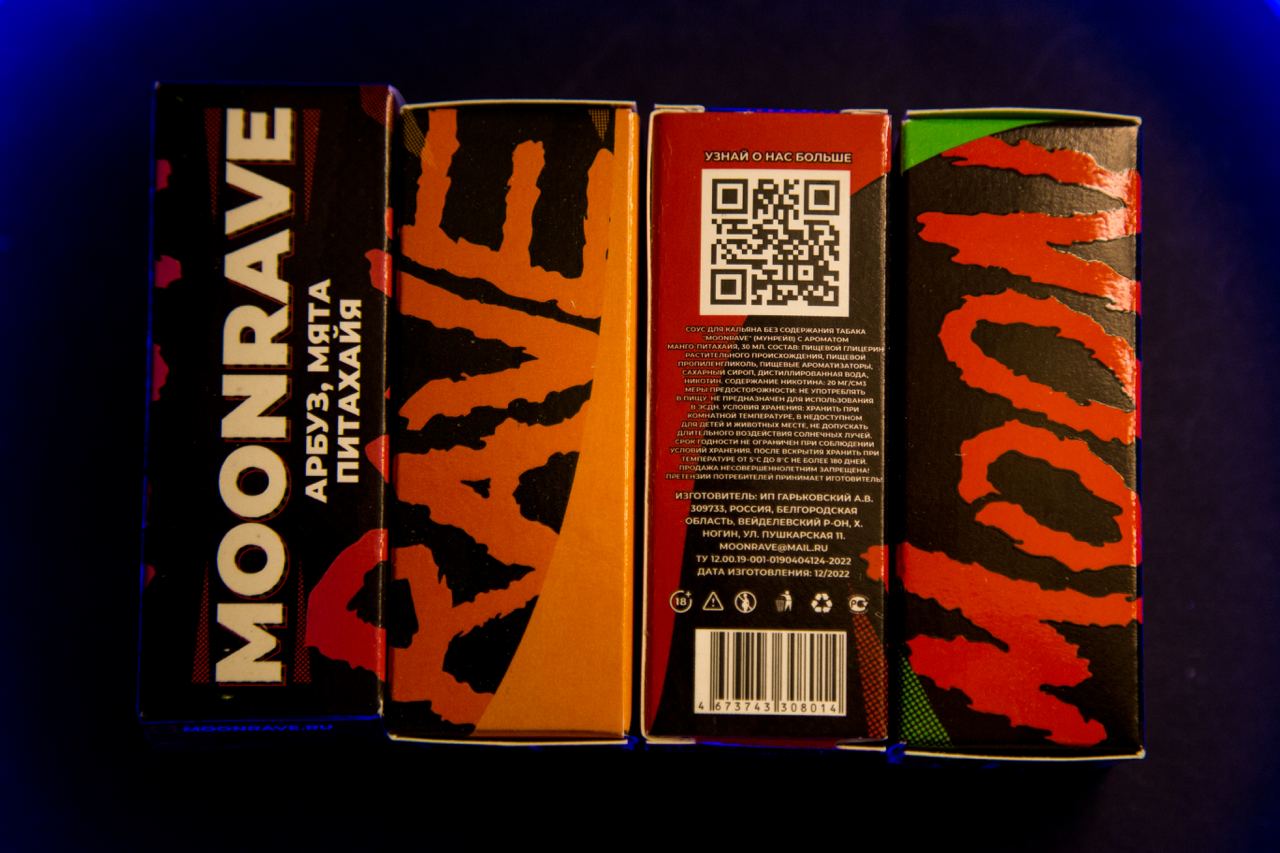 MOONRAVE
АРБУЗ, МЯТА
ПИТАХАЙЯ
MOONRAVE.RU
RAVE
УЗНАЙ О НАС БОЛЬШЕ
СОУС ДЛЯ КАЛЬЯНА БЕЗ СОДЕРЖАНИЯ ТАБАКА
"MOONRAVE" (МУНРЕЙВ) С АРОМАТОМ
МАНГО-ПИТАХАЙЯ, 30 МЛ. СОСТАВ: ПИЩЕВОЙ ГЛИЦЕРИН
РАСТИТЕЛЬНОГО ПРОИСХОЖДЕНИЯ, ПИЩЕВОЙ
ПРОПИЛЕНГЛИКОЛЬ, ПИЩЕВЫЕ АРОМАТИЗАТОРЫ,
САХАРНЫЙ СИРОП, ДИСТИЛЛИРОВАННАЯ ВОДА,
НИКОТИН. СОДЕРЖАНИЕ НИКОТИНА: 20 МГ/СМ3
МЕРЫ ПРЕДОСТОРОЖНОСТИ: НЕ УПОТРЕБЛЯТЬ
В ПИЩУ, НЕ ПРЕДНАЗНАЧЕН ДЛЯ ИСПОЛЬЗОВАНИЯ
В ЭСДН. УСЛОВИЯ ХРАНЕНИЯ: ХРАНИТЬ ПРИ
КОМНАТНОЙ ТЕМПЕРАТУРЕ, В НЕДОСТУПНОМ
ДЛЯ ДЕТЕЙ И ЖИВОТНЫХ МЕСТЕ, НЕ ДОПУСКАТЬ
ДЛИТЕЛЬНОГО ВОЗДЕЙСТВИЯ СОЛНЕЧНЫХ ЛУЧЕЙ.
СРОК ГОДНОСТИ НЕ ОГРАНИЧЕН ПРИ СОБЛЮДЕНИИ
УСЛОВИЙ ХРАНЕНИЯ. ПОСЛЕ ВСКРЫТИЯ ХРАНИТЬ ПРИ
ТЕМПЕРАТУРЕ ОТ 5°С ДО 8°С НЕ БОЛЕЕ 180 ДНЕЙ.
ПРОДАЖА НЕСОВЕРШЕННОЛЕТНИМ ЗАПРЕЩЕНА!
ПРЕТЕНЗИИ ПОТРЕБИТЕЛЕЙ ПРИНИМАЕТ ИЗГОТОВИТЕЛЬ!
ИЗГОТОВИТЕЛЬ: ИП ГАРЬКОВСКИЙ А.В.
309733, РОССИЯ, БЕЛГОРОДСКАЯ
ОБЛАСТЬ, ВЕЙДЕЛЕВСКИЙ Р-ОН, Х.
НОГИН, УЛ. ПУШКАРСКАЯ 11.
MOONRAVE@MAIL.RU
ТУ 12.00.19-001-0190404124-2022
ДАТА ИЗГОТОВЛЕНИЯ: 12/2022
18+
РС
4 673743 308014
MOON